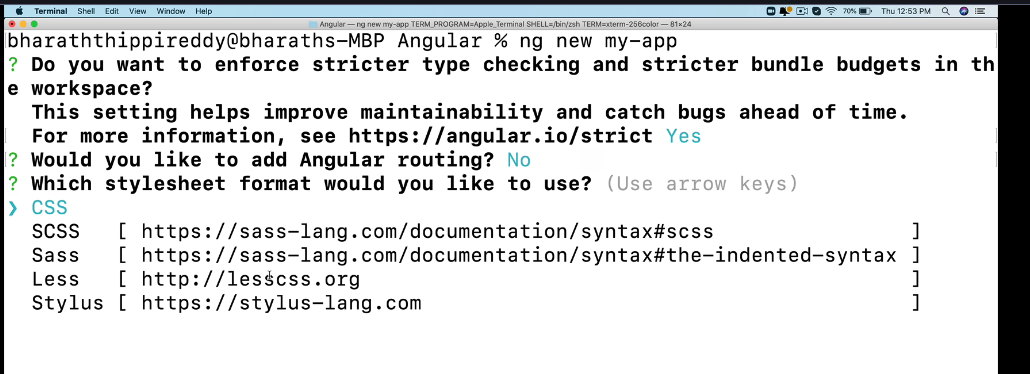 Terminal Shell Edit View Window Help 70% Thu 12:53 PM
Angular — ng new my-app TERM_PROGRAM=Apple_Terminal SHELL=/bin/zsh TERM=xterm-256color — 81×24
bharaththippireddy@bharaths-MBP Angular % ng new my-app
? Do you want to enforce stricter type checking and stricter bundle budgets in th
e workspace?
This setting helps improve maintainability and catch bugs ahead of time.
For more information, see https://angular.io/strict Yes
? Would you like to add Angular routing? No
? Which stylesheet format would you like to use? (Use arrow keys)
❯ CSS
SCSS [ https://sass-lang.com/documentation/syntax#scss ]
Sass [ https://sass-lang.com/documentation/syntax#the-indented-syntax ]
Less [ http://lesscss.org ]
Stylus [ https://stylus-lang.com ]